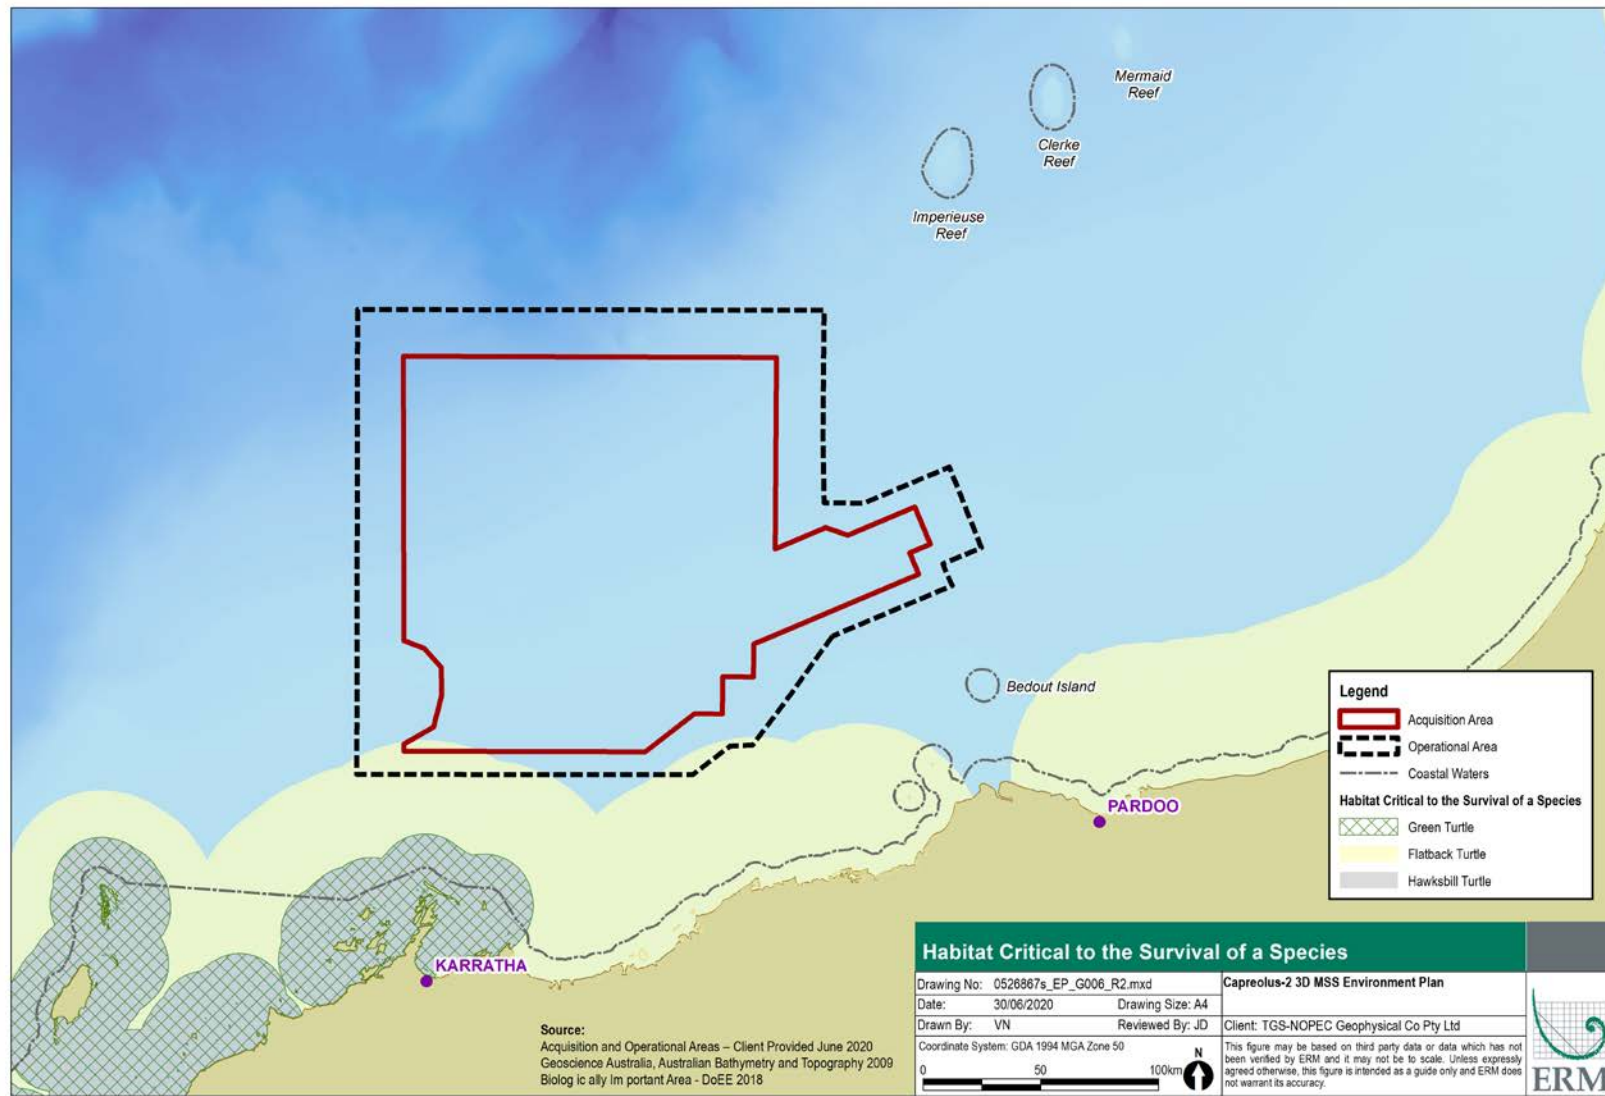 Mermaid
Reef
Clerke
Reef
Imperieuse
Reef
Bedout Island
PARDOO
KARRATHA
Legend
Acquisition Area
Operational Area
Coastal Waters
Habitat Critical to the Survival of a Species
Green Turtle
Flatback Turtle
Hawksbill Turtle
Source:
Acquisition and Operational Areas – Client Provided June 2020
Geoscience Australia, Australian Bathymetry and Topography 2009
Biolog ic ally Im portant Area - DoEE 2018
Habitat Critical to the Survival of a Species
Drawing No: 0526867s_EP_G006_R2.mxd
Date: 30/06/2020 Drawing Size: A4
Drawn By: VN Reviewed By: JD
Coordinate System: GDA 1994 MGA Zone 50
N
0 50 100km
Capreolus-2 3D MSS Environment Plan
Client: TGS-NOPEC Geophysical Co Pty Ltd
This figure may be based on third party data or data which has not
been verified by ERM and it may not be to scale. Unless expressly
agreed otherwise, this figure is intended as a guide only and ERM does
not warrant its accuracy.
ERM